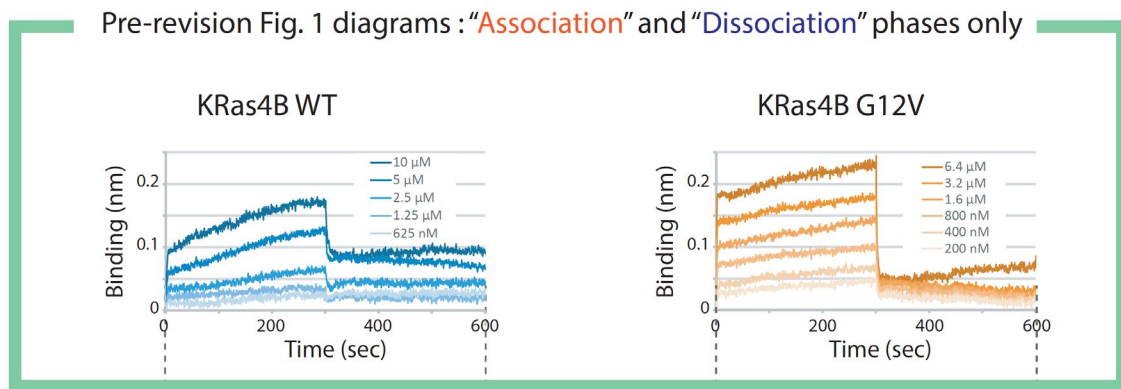 Pre-revision Fig. 1 diagrams : “Association” and “Dissociation” phases only
KRas4B WT
Binding (nm)
0.2
0.1
0
10 µM
5 µM
2.5 µM
1.25 µM
625 nM
0
200
400
600
Time (sec)
KRas4B G12V
Binding (nm)
0.2
0.1
0
6.4 µM
3.2 µM
1.6 µM
800 nM
400 nM
200 nM
0
200
400
600
Time (sec)